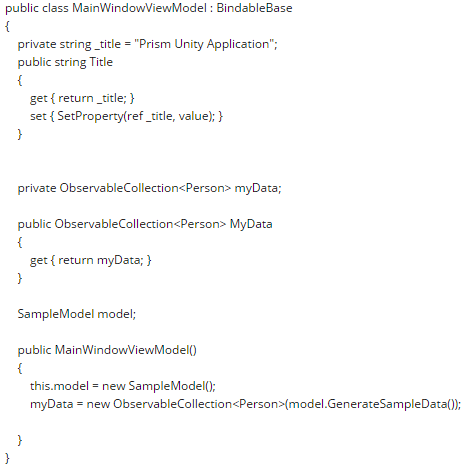 public class MainWindowViewModel : BindableBase
{
private string _title = "Prism Unity Application";
public string Title
{
get { return _title; }
set { SetProperty(ref _title, value); }
}
private ObservableCollection<Person> myData;
public ObservableCollection<Person> MyData
{
get { return myData; }
}
SampleModel model;
public MainWindowViewModel()
{
this.model = new SampleModel();
myData = new ObservableCollection<Person>(model.GenerateSampleData());
}
}